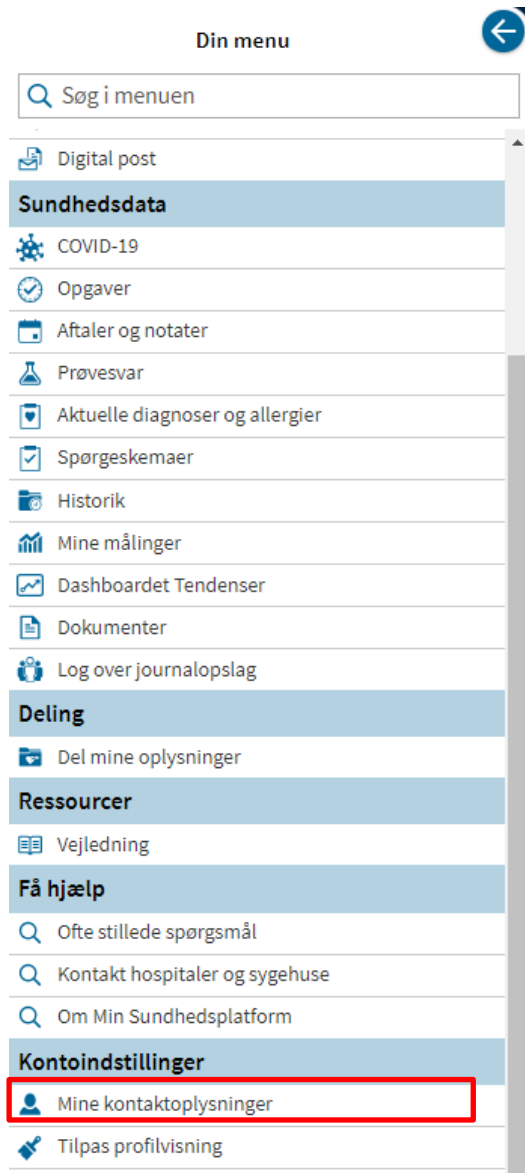 Din menu
Søg i menuen
Digital post
Sundhedsdata
COVID-19
Opgaver
Aftaler og notater
Prøvesvar
Aktuelle diagnoser og allergier
Spørgeskemaer
Historik
Mine målinger
Dashboardet Tendenser
Dokumenter
Log over journalopslag
Deling
Del mine oplysninger
Ressourcer
Vejledning
Få hjælp
Ofte stillede spørgsmål
Kontakt hospitaler og sygehuse
Om Min Sundhedsplatform
Kontoindstillinger
Mine kontaktoplysninger
Tilpas profilvisning